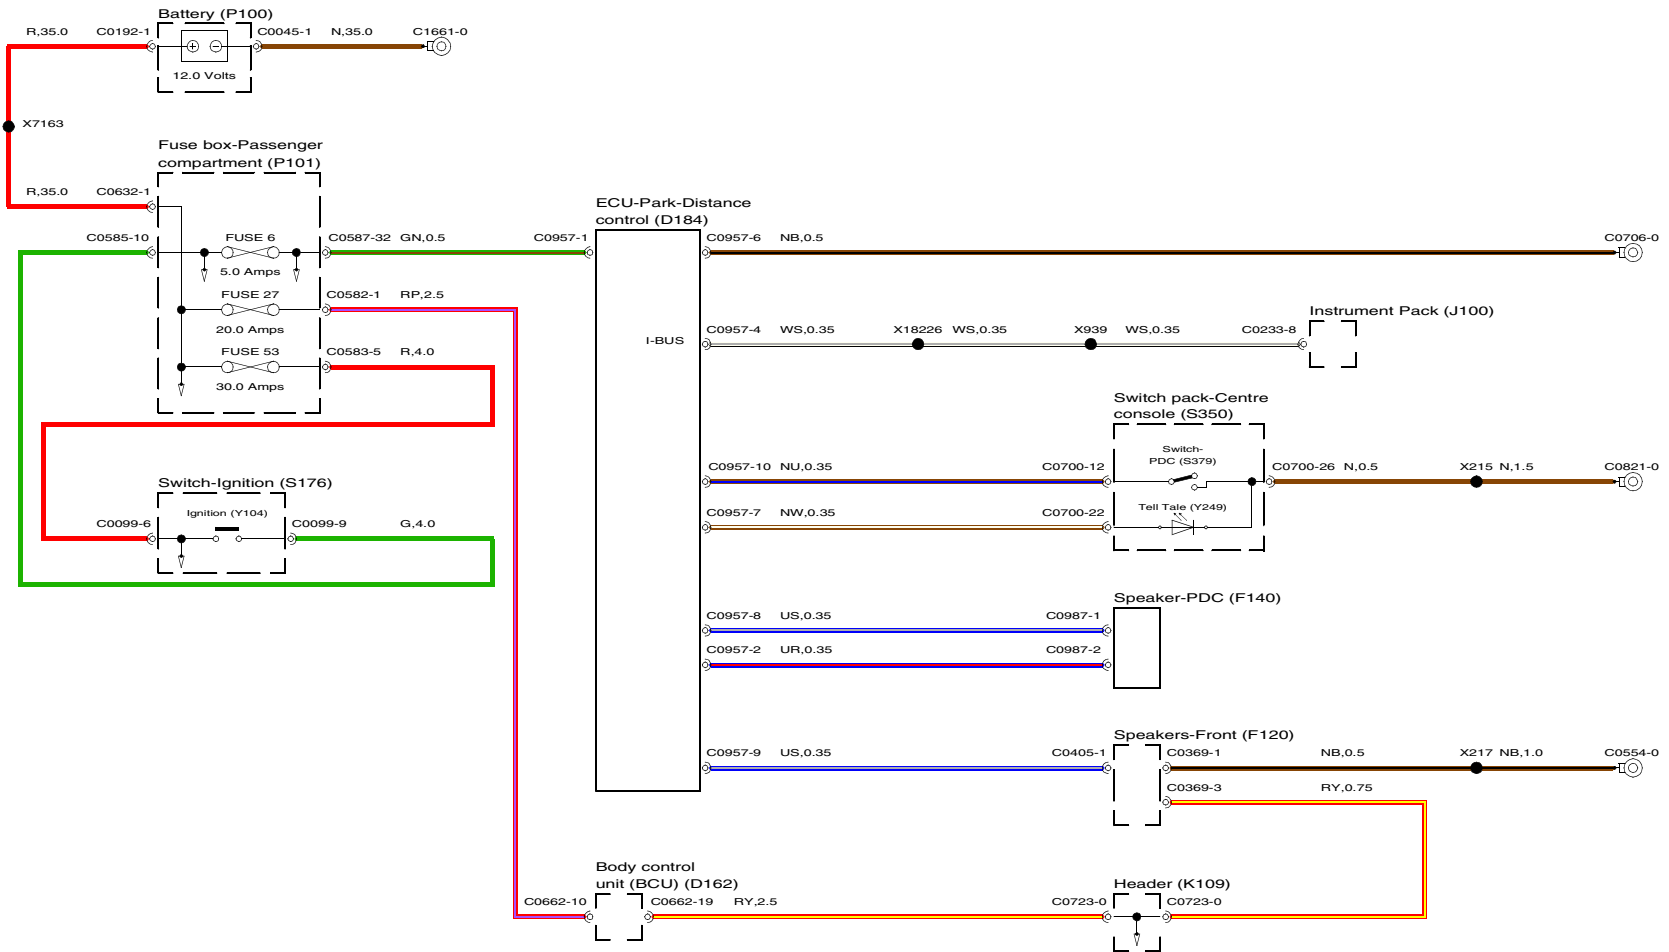 Battery (P100)
R,35.0 C0192-1 C0045-1 N,35.0 C1661-0
12.0 Volts
X7163
Fuse box-Passenger
compartment (P101)
R,35.0 C0632-1
C0585-10 FUSE 6 C0587-32 GN,0.5 C0957-1
5.0 Amps
FUSE 27 C0582-1 RP,2.5
20.0 Amps
FUSE 53 C0583-5 R,4.0
30.0 Amps
Switch-Ignition (S176)
Ignition (Y104)
C0099-6 C0099-9 G,4.0
ECU-Park-Distance
control (D184)
C0957-6 NB,0.5 C0706-0
Instrument Pack (J100)
I-BUS C0957-4 WS,0.35 X18226 WS,0.35 X939 WS,0.35 C0233-8
Switch pack-Centre
console (S350)
Switch-
PDC (S379)
C0957-10 NU,0.35 C0700-12 C0700-26 N,0.5 X215 N,1.5 C0821-0
Tell Tale (Y249)
C0957-7 NW,0.35 C0700-22
Speaker-PDC (F140)
C0957-8 US,0.35 C0987-1
C0957-2 UR,0.35 C0987-2
Speakers-Front (F120)
C0957-9 US,0.35 C0405-1 C0369-1 NB,0.5 X217 NB,1.0 C0554-0
C0369-3 RY,0.75
Body control
unit (BCU) (D162)
Header (K109)
C0662-10 C0662-19 RY,2.5 C0723-0 C0723-0